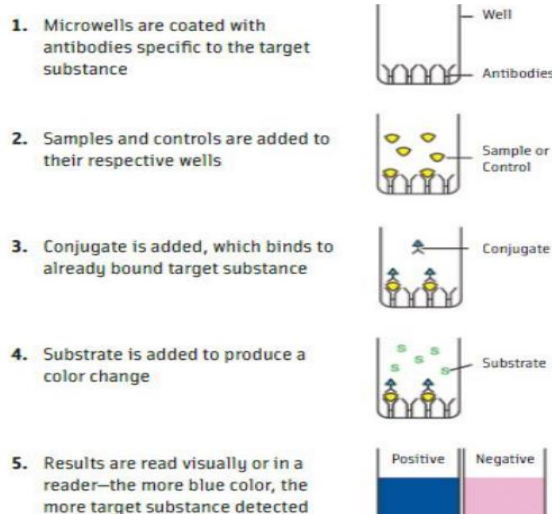 1. Microwells are coated with
antibodies specific to the target
substance
Well
Antibodies
2. Samples and controls are added to
their respective wells
Sample or
Control
3. Conjugate is added, which binds to
already bound target substance
Conjugate
4. Substrate is added to produce a
color change
S S
S S
S
Substrate
5. Results are read visually or in a
reader—the more blue color, the
more target substance detected
Positive
Negative